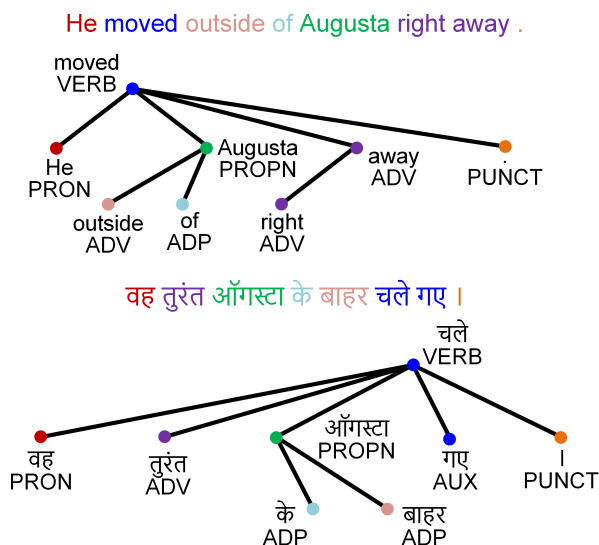 He moved outside of Augusta right away .
moved
VERB
He
PRON
Augusta
PROPN
away
ADV
.
PUNCT
outside
ADV
of
ADP
right
ADV
वह तुरंत ऑगस्टा के बाहर चले गए ।
चले
VERB
वह
PRON
तुरंत
ADV
ऑगस्टा
PROPN
गए
AUX
।
PUNCT
के
ADP
बाहर
ADP